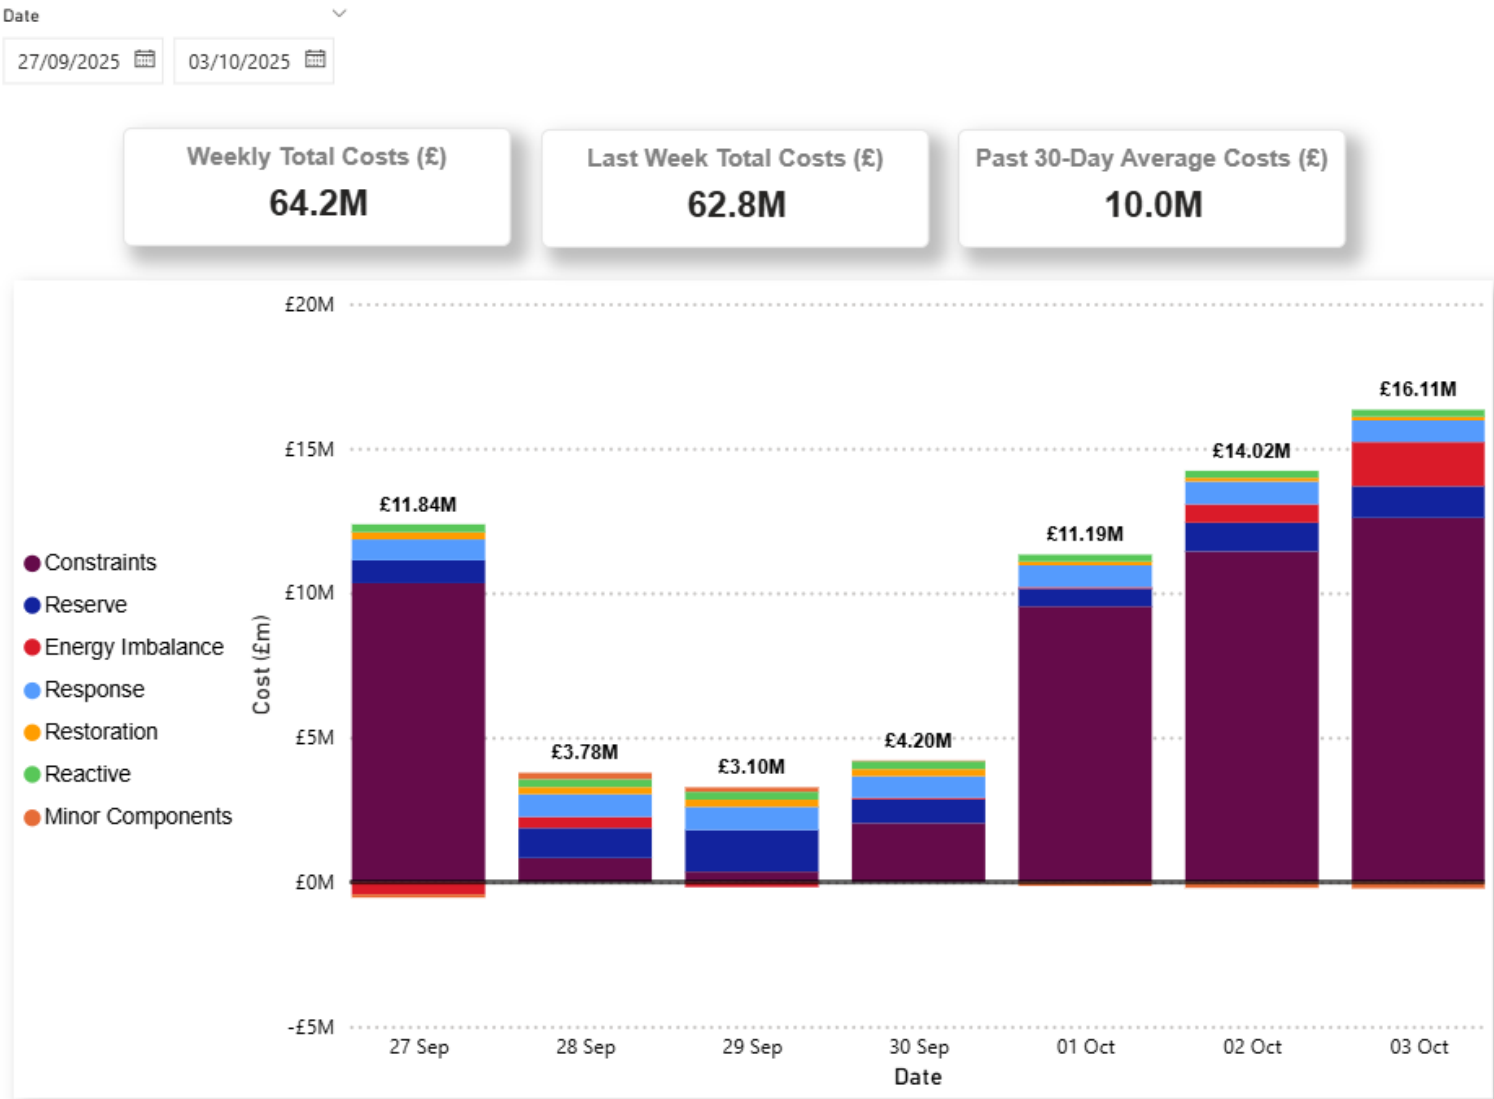 Date
27/09/2025 03/10/2025
Weekly Total Costs (£)
64.2M
Last Week Total Costs (£)
62.8M
Past 30-Day Average Costs (£)
10.0M
Constraints
Reserve
Energy Imbalance
Response
Restoration
Reactive
Minor Components
Cost (£m)
£20M
£15M
£10M
£5M
£0M
-£5M
£11.84M
£3.78M
£3.10M
£4.20M
£11.19M
£14.02M
£16.11M
27 Sep 28 Sep 29 Sep 30 Sep 01 Oct 02 Oct 03 Oct
Date